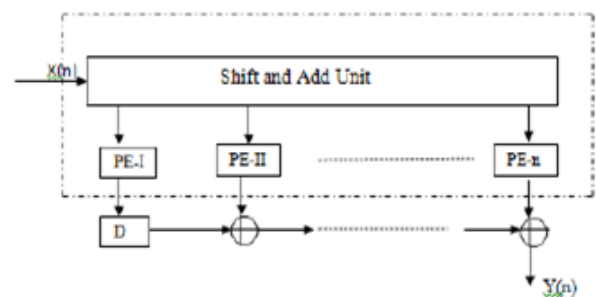 X(n)
Shift and Add Unit
PE-I
PE-II
PE-n
D
Y(n)